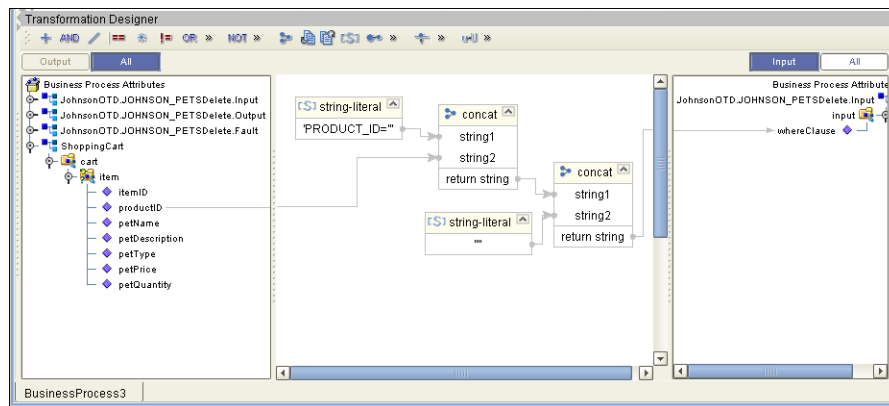 Transformation Designer
AND == != OR » NOT » [S] » » »
Output All Input All
Business Process Attributes
JohnsonOTD.JOHNSON_PETSDelete.Input
JohnsonOTD.JOHNSON_PETSDelete.Output
JohnsonOTD.JOHNSON_PETSDelete.Fault
ShoppingCart
cart
item
itemID
productID
petName
petDescription
petType
petPrice
petQuantity
[S] string-literal
'PRODUCT_ID='"
concat
string1
string2
return string
[S] string-literal
concat
string1
string2
return string
Business Process Attribute
JohnsonOTD.JOHNSON_PETSDelete.Input
input
whereClause
BusinessProcess3